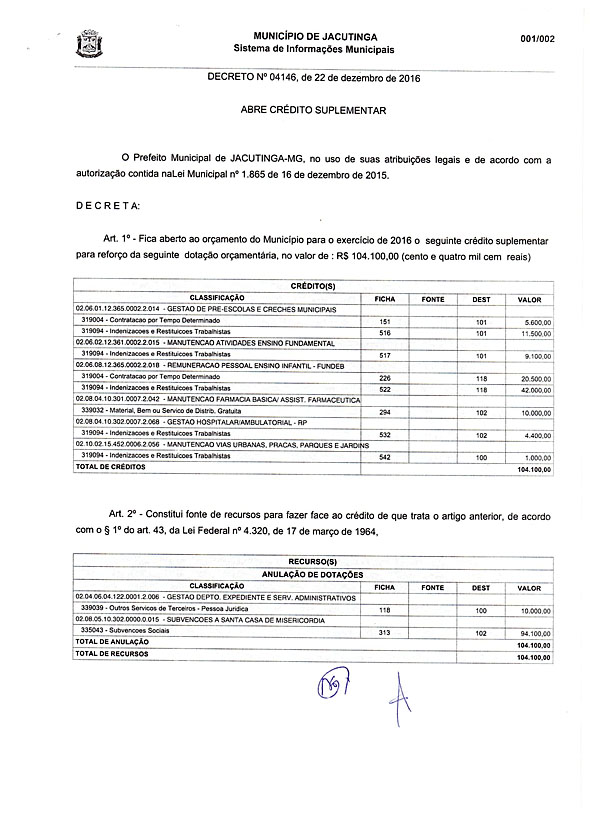 MUNICÍPIO DE JACUTINGA
001/002
Sistema de Informações Municipais
DECRETO Nº 04146, de 22 de dezembro de 2016
ABRE CRÉDITO SUPLEMENTAR
O Prefeito Municipal de JACUTINGA-MG, no uso de suas atribuições legais e de acordo com a
autorização contida naLei Municipal nº 1.865 de 16 de dezembro de 2015.
D E C R E T A:
Art. 1º - Fica aberto ao orçamento do Município para o exercício de 2016 o seguinte crédito suplementar
para reforço da seguinte dotação orçamentária, no valor de : R$ 104.100,00 (cento e quatro mil cem reais)
CRÉDITO(S)
CLASSIFICAÇÃO FICHA FONTE DEST VALOR
02.06.01.12.365.0002.2.014 - GESTAO DE PRE-ESCOLAS E CRECHES MUNICIPAIS
319004 - Contratacao por Tempo Determinado 151 101 5.600,00
319094 - Indenizacoes e Restituicoes Trabalhistas 516 101 11.500,00
02.06.02.12.361.0002.2.015 - MANUTENCAO ATIVIDADES ENSINO FUNDAMENTAL
319094 - Indenizacoes e Restituicoes Trabalhistas 517 101 9.100,00
02.06.08.12.365.0002.2.018 - REMUNERACAO PESSOAL ENSINO INFANTIL - FUNDEB
319004 - Contratacao por Tempo Determinado 226 118 20.500,00
319094 - Indenizacoes e Restituicoes Trabalhistas 522 118 42.000,00
02.08.04.10.301.0007.2.042 - MANUTENCAO FARMACIA BASICA/ ASSIST. FARMACEUTICA
339032 - Material, Bem ou Servico de Distrib. Gratuita 294 102 10.000,00
02.08.04.10.302.0007.2.068 - GESTAO HOSPITALAR/AMBULATORIAL - RP
319094 - Indenizacoes e Restituicoes Trabalhistas 532 102 4.400,00
02.10.02.15.452.0006.2.056 - MANUTENCAO VIAS URBANAS, PRACAS, PARQUES E JARDINS
319094 - Indenizacoes e Restituicoes Trabalhistas 542 100 1.000,00
TOTAL DE CRÉDITOS 104.100,00
Art. 2º - Constitui fonte de recursos para fazer face ao crédito de que trata o artigo anterior, de acordo
com o § 1º do art. 43, da Lei Federal nº 4.320, de 17 de março de 1964,
RECURSO(S)
ANULAÇÃO DE DOTAÇÕES
CLASSIFICAÇÃO FICHA FONTE DEST VALOR
02.04.06.04.122.0001.2.006 - GESTAO DEPTO. EXPEDIENTE E SERV. ADMINISTRATIVOS
339039 - Outros Servicos de Terceiros - Pessoa Juridica 118 100 10.000,00
02.08.05.10.302.0000.0.015 - SUBVENCOES A SANTA CASA DE MISERICORDIA
335043 - Subvencoes Sociais 313 102 94.100,00
TOTAL DE ANULAÇÃO 104.100,00
TOTAL DE RECURSOS 104.100,00